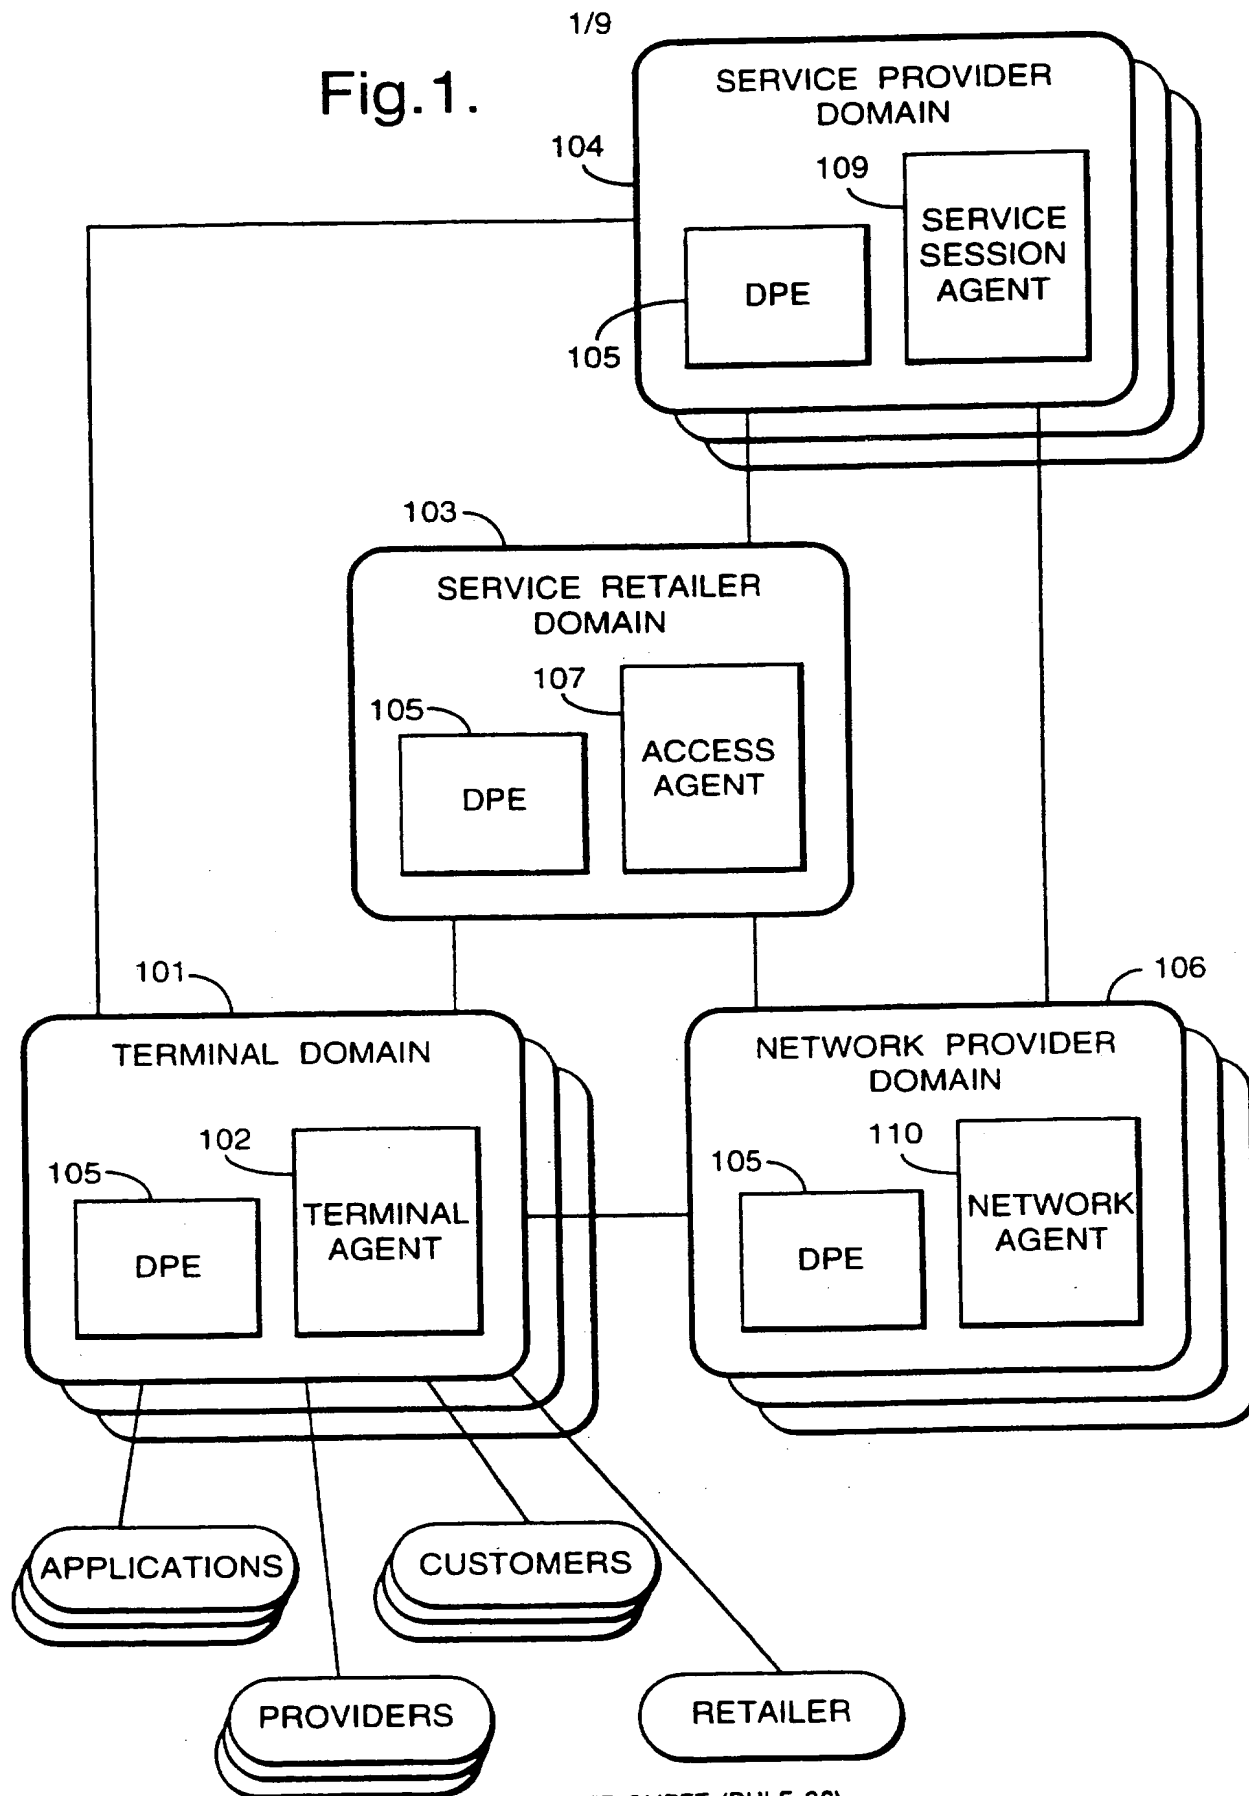 1/9
Fig.1.
SERVICE PROVIDER
DOMAIN
104
109
SERVICE
SESSION
AGENT
DPE
105
103
SERVICE RETAILER
DOMAIN
107
105
ACCESS
AGENT
DPE
101
106
TERMINAL DOMAIN
NETWORK PROVIDER
DOMAIN
102
110
105
105
TERMINAL
AGENT
NETWORK
AGENT
DPE
DPE
APPLICATIONS
CUSTOMERS
PROVIDERS
RETAILER